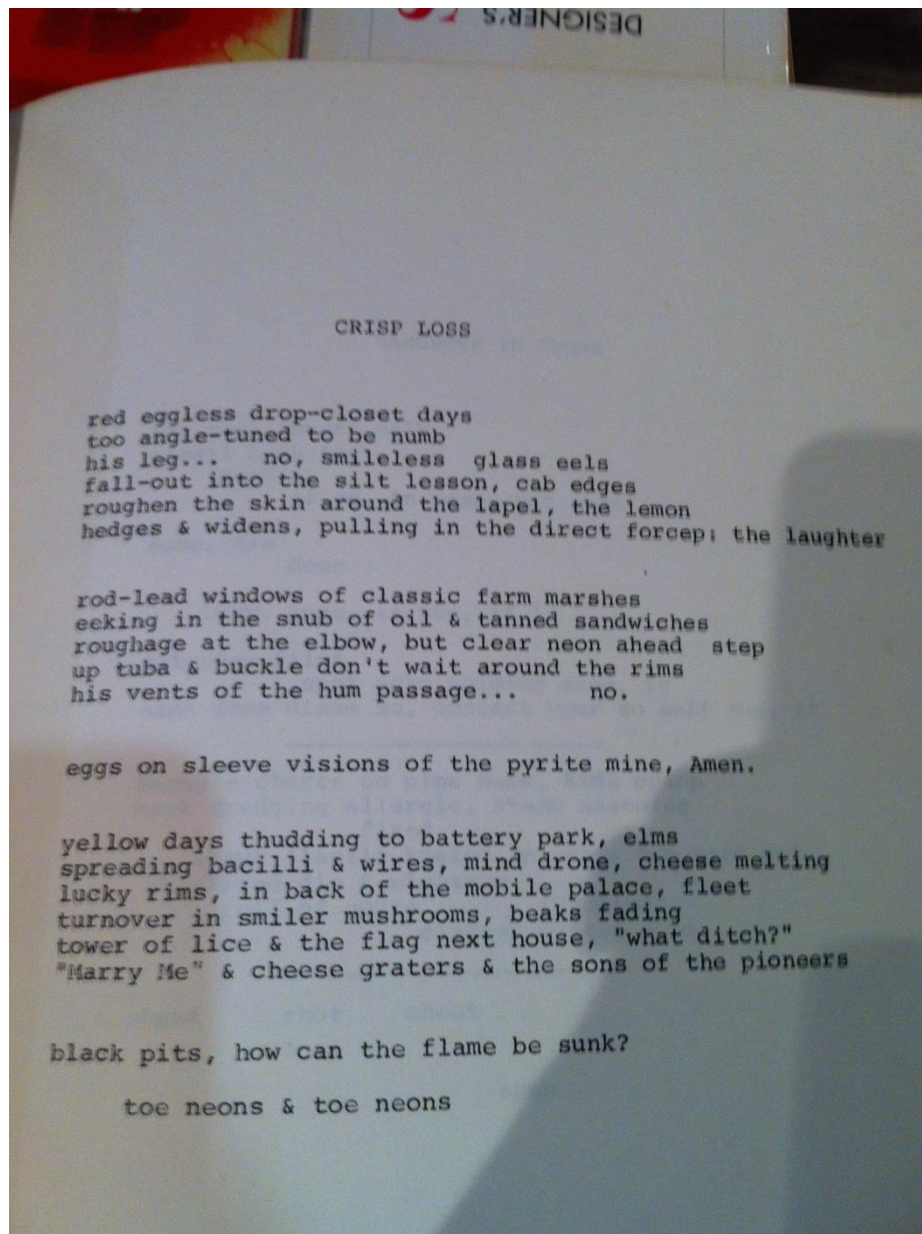 DESIGNER'S
CRISP LOSS
red eggless drop-closet days
too angle-tuned to be numb
his leg...   no, smileless  glass eels
fall-out into the silt lesson, cab edges
roughen the skin around the lapel, the lemon
hedges & widens, pulling in the direct forcep; the laughter
rod-lead windows of classic farm marshes
eeking in the snub of oil & tanned sandwiches
roughage at the elbow, but clear neon ahead  step
up tuba & buckle don't wait around the rims
his vents of the hum passage...     no.
eggs on sleeve visions of the pyrite mine, Amen.
yellow days thudding to battery park, elms
spreading bacilli & wires, mind drone, cheese melting
lucky rims, in back of the mobile palace, fleet
turnover in smiler mushrooms, beaks fading
tower of lice & the flag next house, "what ditch?"
"Marry Me" & cheese graters & the sons of the pioneers
black pits, how can the flame be sunk?
toe neons & toe neons